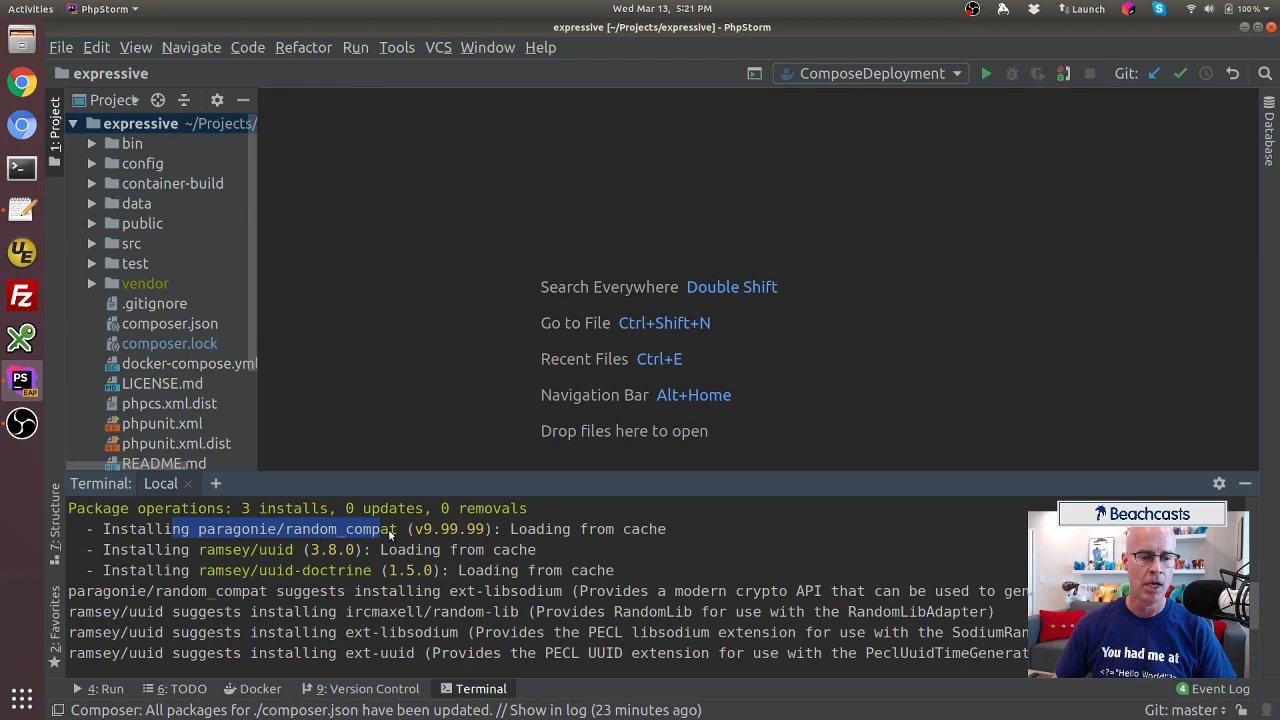 Activities PhpStorm Wed Mar 13, 5:21 PM Launch 100%
expressive [~/Projects/expressive] - PhpStorm
File Edit View Navigate Code Refactor Run Tools VCS Window Help
expressive ComposeDeployment Git:
1: Project
Project
expressive ~/Projects/
bin
config
container-build
data
public
src
test
vendor
.gitignore
composer.json
composer.lock
docker-compose.yml
LICENSE.md
phpcs.xml.dist
phpunit.xml
phpunit.xml.dist
README.md
Search Everywhere Double Shift
Go to File Ctrl+Shift+N
Recent Files Ctrl+E
Navigation Bar Alt+Home
Drop files here to open
Database
7: Structure
2: Favorites
Terminal: Local
Package operations: 3 installs, 0 updates, 0 removals
- Installing paragonie/random_compat (v9.99.99): Loading from cache
- Installing ramsey/uuid (3.8.0): Loading from cache
- Installing ramsey/uuid-doctrine (1.5.0): Loading from cache
paragonie/random_compat suggests installing ext-libsodium (Provides a modern crypto API that can be used to gen
ramsey/uuid suggests installing ircmaxell/random-lib (Provides RandomLib for use with the RandomLibAdapter)
ramsey/uuid suggests installing ext-libsodium (Provides the PECL libsodium extension for use with the SodiumRan
ramsey/uuid suggests installing ext-uuid (Provides the PECL UUID extension for use with the PeclUuidTimeGenerat
Beachcasts
You had me at
<?="Hello World"?>
4: Run 6: TODO Docker 9: Version Control Terminal 4 Event Log
Composer: All packages for ./composer.json have been updated. // Show in log (23 minutes ago) Git: master
PS
EAP
UE
Fz